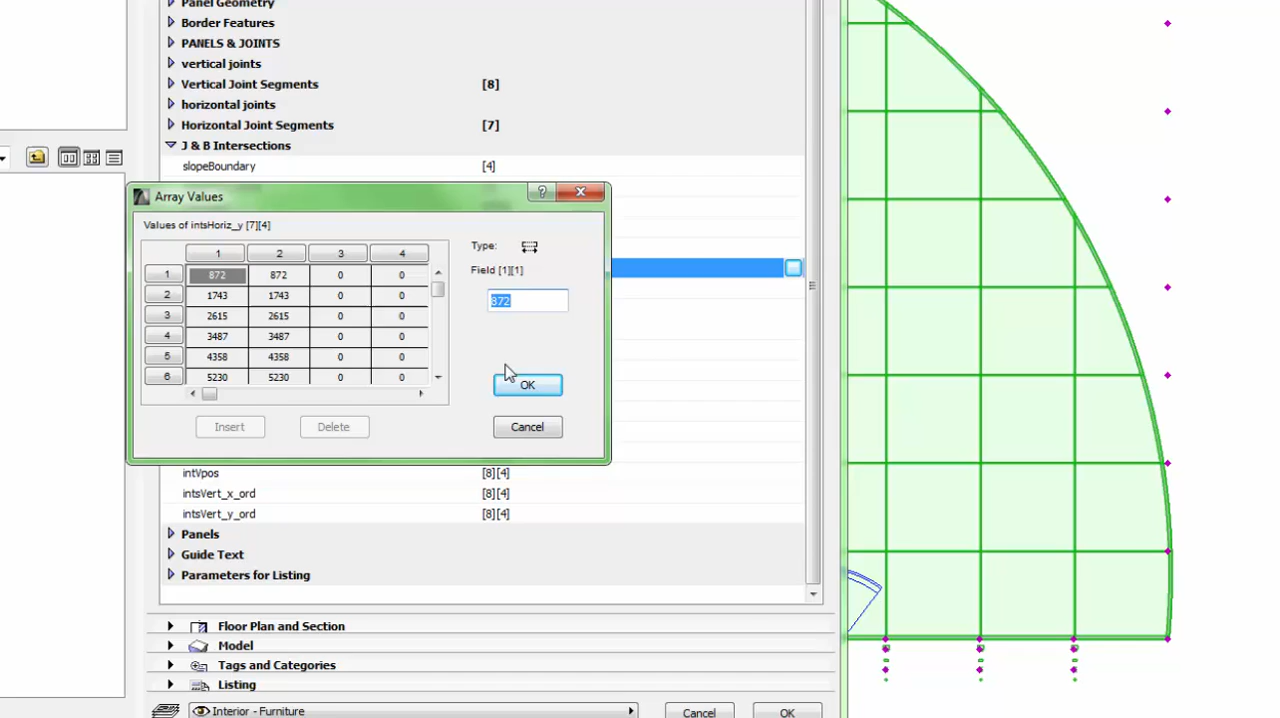 Panel Geometry
Border Features
PANELS & JOINTS
vertical joints
Vertical Joint Segments [8]
horizontal joints
Horizontal Joint Segments [7]
J & B Intersections
slopeBoundary [4]
Array Values
Values of intsHoriz_y [7][4]
Type:
Field [1][1]
872
1 2 3 4
1 872 872 0 0
2 1743 1743 0 0
3 2615 2615 0 0
4 3487 3487 0 0
5 4358 4358 0 0
6 5230 5230 0 0
OK
Insert Delete Cancel
intVpos [8][4]
intsVert_x_ord [8][4]
intsVert_y_ord [8][4]
Panels
Guide Text
Parameters for Listing
Floor Plan and Section
Model
Tags and Categories
Listing
Interior - Furniture Cancel OK